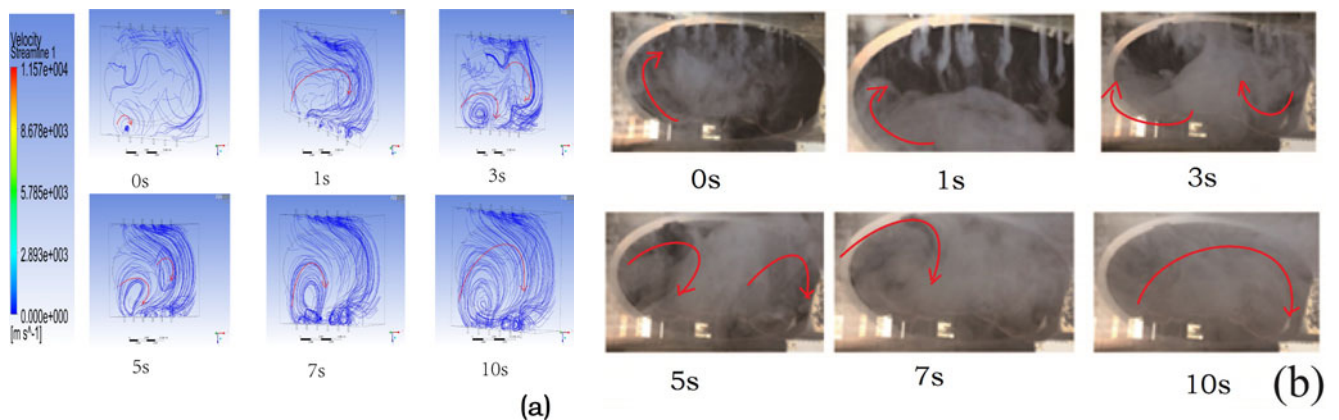 Velocity
Streamline 1
1.157e+004
8.678e+003
5.785e+003
2.893e+003
0.000e+000
[m s^-1]
0s
1s
3s
5s
7s
10s
(a)
0s
1s
3s
5s
7s
10s
(b)